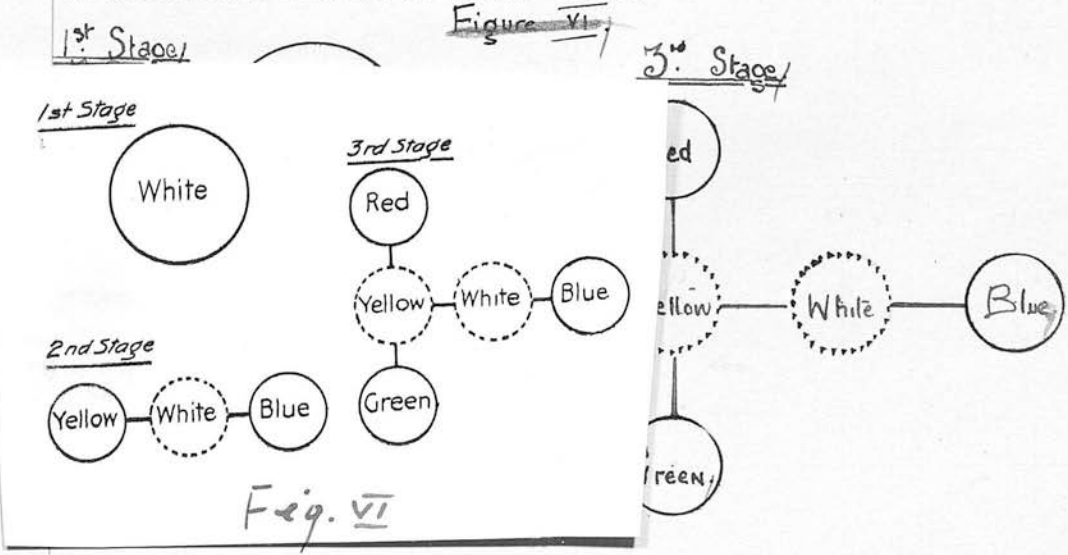 Figure VI.
1st Stage
3rd Stage
1st Stage
White
3rd Stage
Red
Yellow White Blue
Green
2nd Stage
Yellow White Blue
Fig. VI
ed
ellow White Blue
reen.